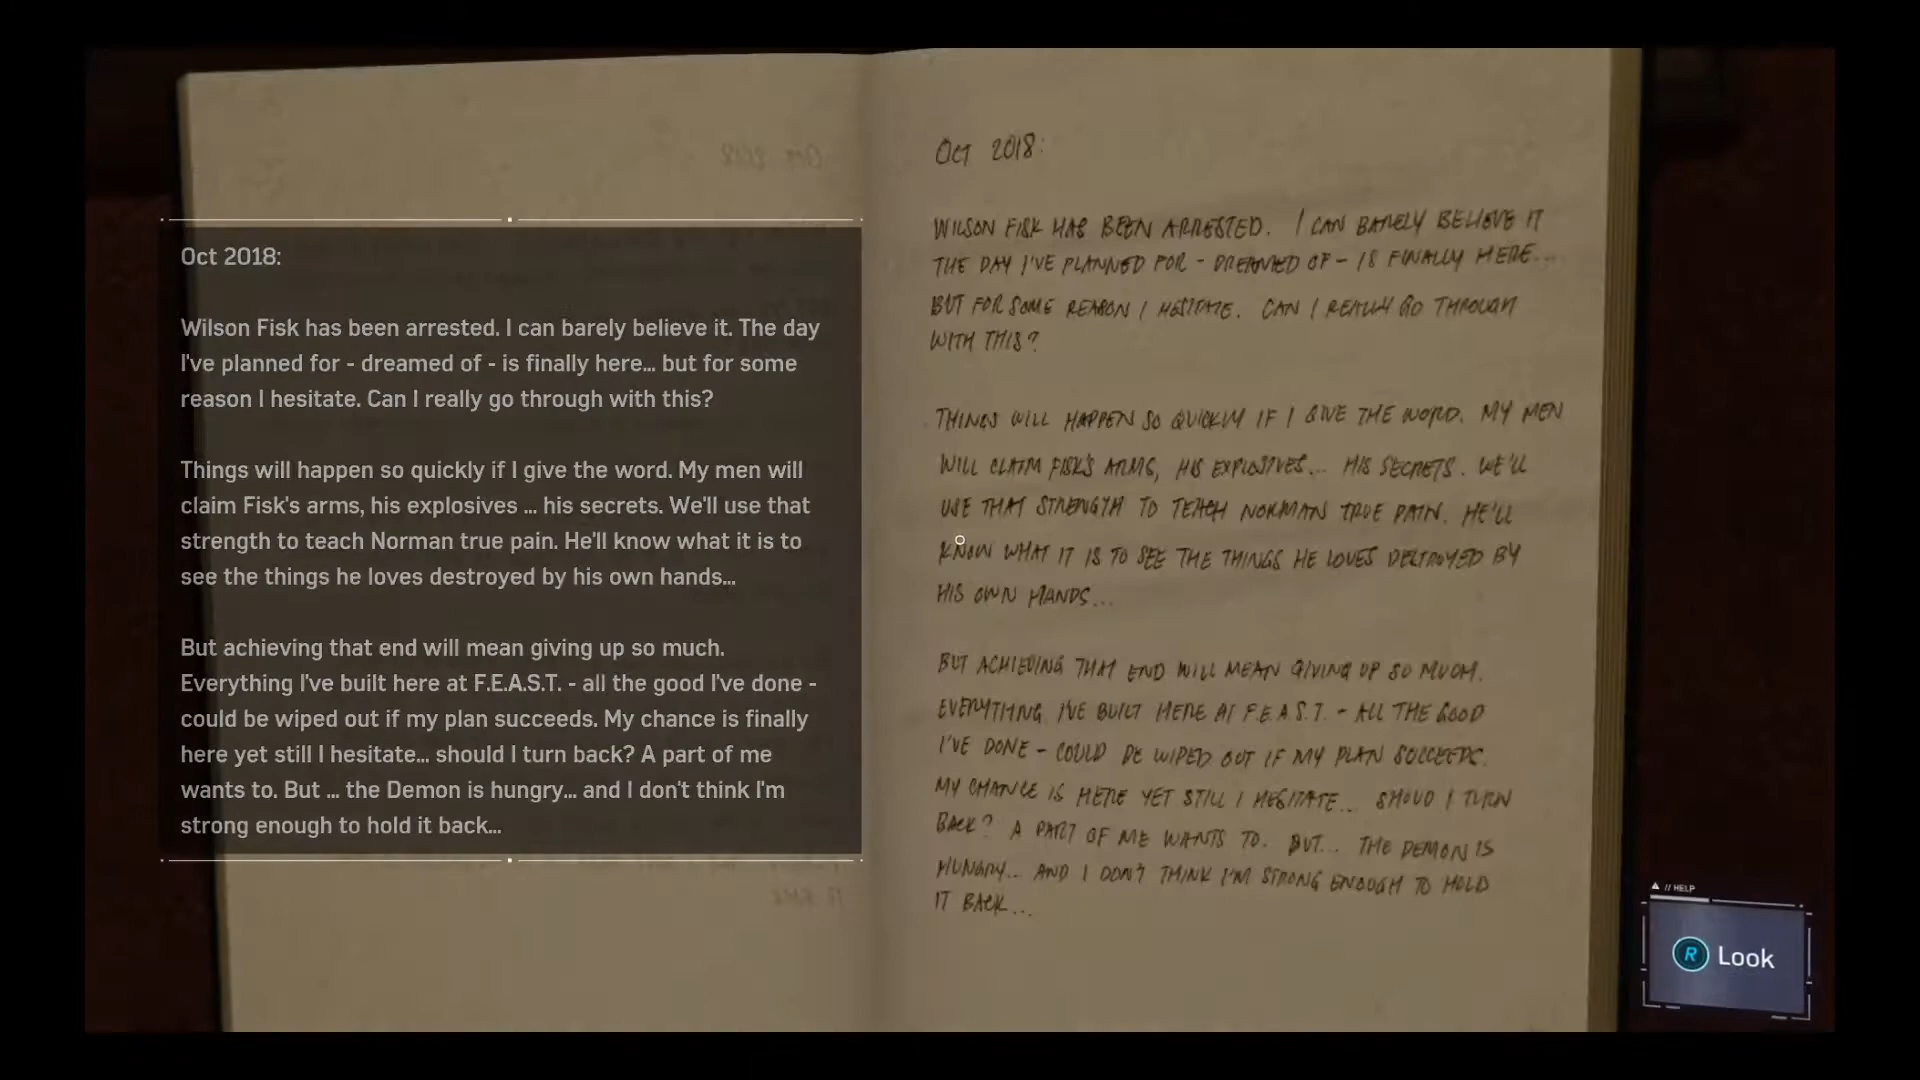 Oct 2018:
Wilson Fisk has been arrested. I can barely believe it. The day
I've planned for - dreamed of - is finally here... but for some
reason I hesitate. Can I really go through with this?
Things will happen so quickly if I give the word. My men will
claim Fisk's arms, his explosives ... his secrets. We'll use that
strength to teach Norman true pain. He'll know what it is to
see the things he loves destroyed by his own hands...
But achieving that end will mean giving up so much.
Everything I've built here at F.E.A.S.T. - all the good I've done -
could be wiped out if my plan succeeds. My chance is finally
here yet still I hesitate... should I turn back? A part of me
wants to. But ... the Demon is hungry... and I don't think I'm
strong enough to hold it back...
OCT 2018:
WILSON FISK HAS BEEN ARRESTED. I CAN BARELY BELIEVE IT
THE DAY I'VE PLANNED FOR - DREAMED OF - IS FINALLY HERE...
BUT FOR SOME REASON I HESITATE. CAN I REALLY GO THROUGH
WITH THIS?
THINGS WILL HAPPEN SO QUICKLY IF I GIVE THE WORD. MY MEN
WILL CLAIM FISK'S ARMS, HIS EXPLOSIVES... HIS SECRETS. WE'LL
USE THAT STRENGTH TO TEACH NORMAN TRUE PAIN. HE'LL
KNOW WHAT IT IS TO SEE THE THINGS HE LOVES DESTROYED BY
HIS OWN HANDS...
BUT ACHIEVING THAT END WILL MEAN GIVING UP SO MUCH.
EVERYTHING I'VE BUILT HERE AT F.E.A.S.T. - ALL THE GOOD
I'VE DONE - COULD BE WIPED OUT IF MY PLAN SUCCEEDS.
MY CHANCE IS HERE YET STILL I HESITATE... SHOUD I TURN
BACK? A PART OF ME WANTS TO. BUT... THE DEMON IS
HUNGRY... AND I DON'T THINK I'M STRONG ENOUGH TO HOLD
IT BACK...
// HELP
R Look